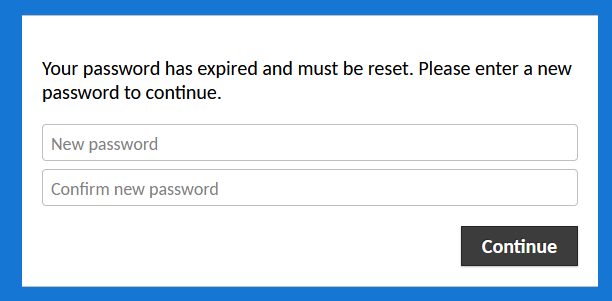 Your password has expired and must be reset. Please enter a new
password to continue.
New password
Confirm new password
Continue